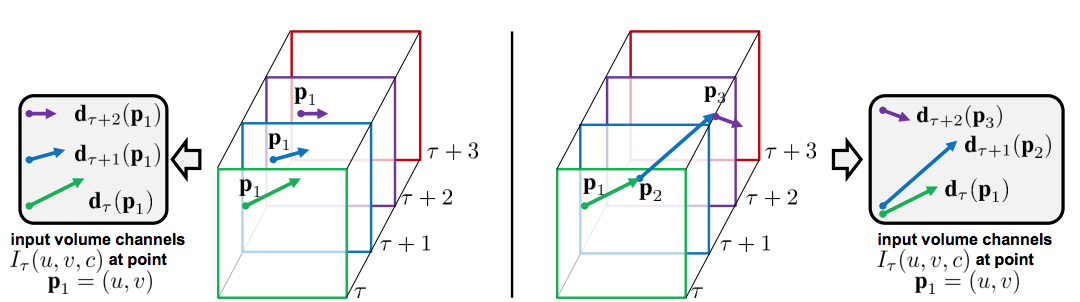 d_{τ+2}(p_1)
d_{τ+1}(p_1)
d_τ(p_1)
input volume channels
I_τ(u, v, c) at point
p_1 = (u, v)
p_1
p_1
p_1
τ + 3
τ + 2
τ + 1
τ
p_3
p_1
p_2
τ + 3
τ + 2
τ + 1
τ
d_{τ+2}(p_3)
d_{τ+1}(p_2)
d_τ(p_1)
input volume channels
I_τ(u, v, c) at point
p_1 = (u, v)